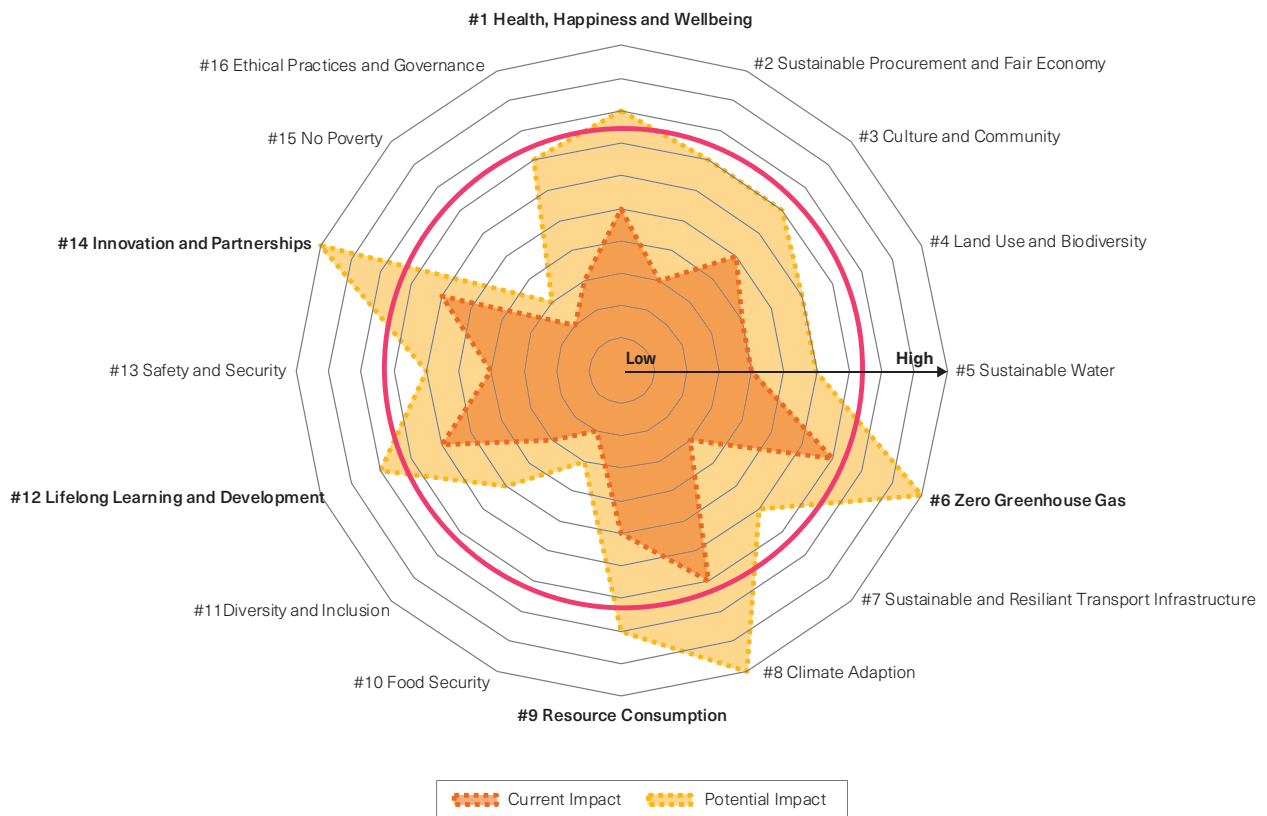 #1 Health, Happiness and Wellbeing
#16 Ethical Practices and Governance
#2 Sustainable Procurement and Fair Economy
#15 No Poverty
#3 Culture and Community
#14 Innovation and Partnerships
#4 Land Use and Biodiversity
Low
High
#13 Safety and Security
#5 Sustainable Water
#12 Lifelong Learning and Development
#6 Zero Greenhouse Gas
#11Diversity and Inclusion
#7 Sustainable and Resiliant Transport Infrastructure
#10 Food Security
#8 Climate Adaption
#9 Resource Consumption
Current Impact
Potential Impact